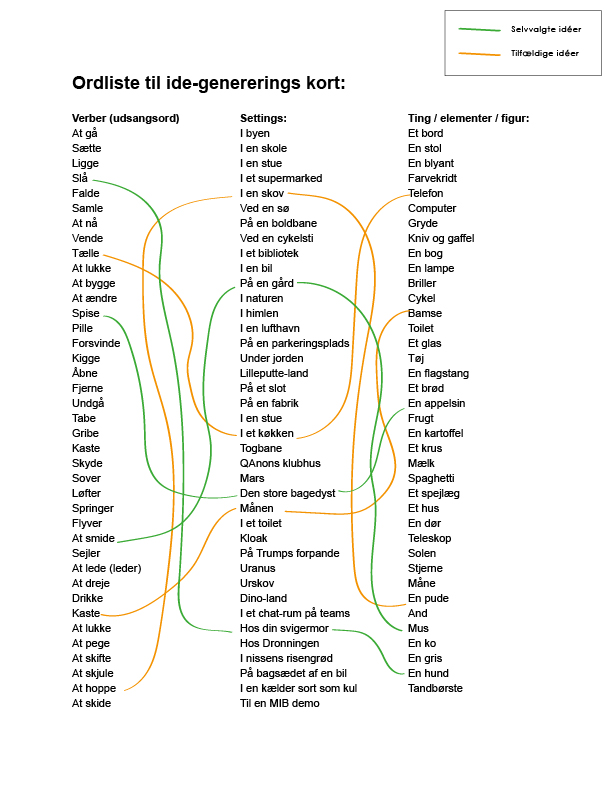 Selvvalgte idéer
Tilfældige idéer
Ordliste til ide-genererings kort:
Verber (udsangsord) Settings: Ting / elementer / figur:
At gå I byen Et bord
Sætte I en skole En stol
Ligge I en stue En blyant
Slå I et supermarked Farvekridt
Falde I en skov Telefon
Samle Ved en sø Computer
At nå På en boldbane Gryde
Vende Ved en cykelsti Kniv og gaffel
Tælle I et bibliotek En bog
At lukke I en bil En lampe
At bygge På en gård Briller
At ændre I naturen Cykel
Spise I himlen Bamse
Pille I en lufthavn Toilet
Forsvinde På en parkeringsplads Et glas
Kigge Under jorden Tøj
Åbne Lilleputte-land En flagstang
Fjerne På et slot Et brød
Undgå På en fabrik En appelsin
Tabe I en stue Frugt
Gribe I et køkken En kartoffel
Kaste Togbane Et krus
Skyde QAnons klubhus Mælk
Sover Mars Spaghetti
Løfter Den store bagedyst Et spejlæg
Springer Månen Et hus
Flyver I et toilet En dør
At smide Kloak Teleskop
Sejler På Trumps forpande Solen
At lede (leder) Uranus Stjerne
At dreje Urskov Måne
Drikke Dino-land En pude
Kaste I et chat-rum på teams And
At lukke Hos din svigermor Mus
At pege Hos Dronningen En ko
At skifte I nissens risengrød En gris
At skjule På bagsædet af en bil En hund
At hoppe I en kælder sort som kul Tandbørste
At skide Til en MIB demo